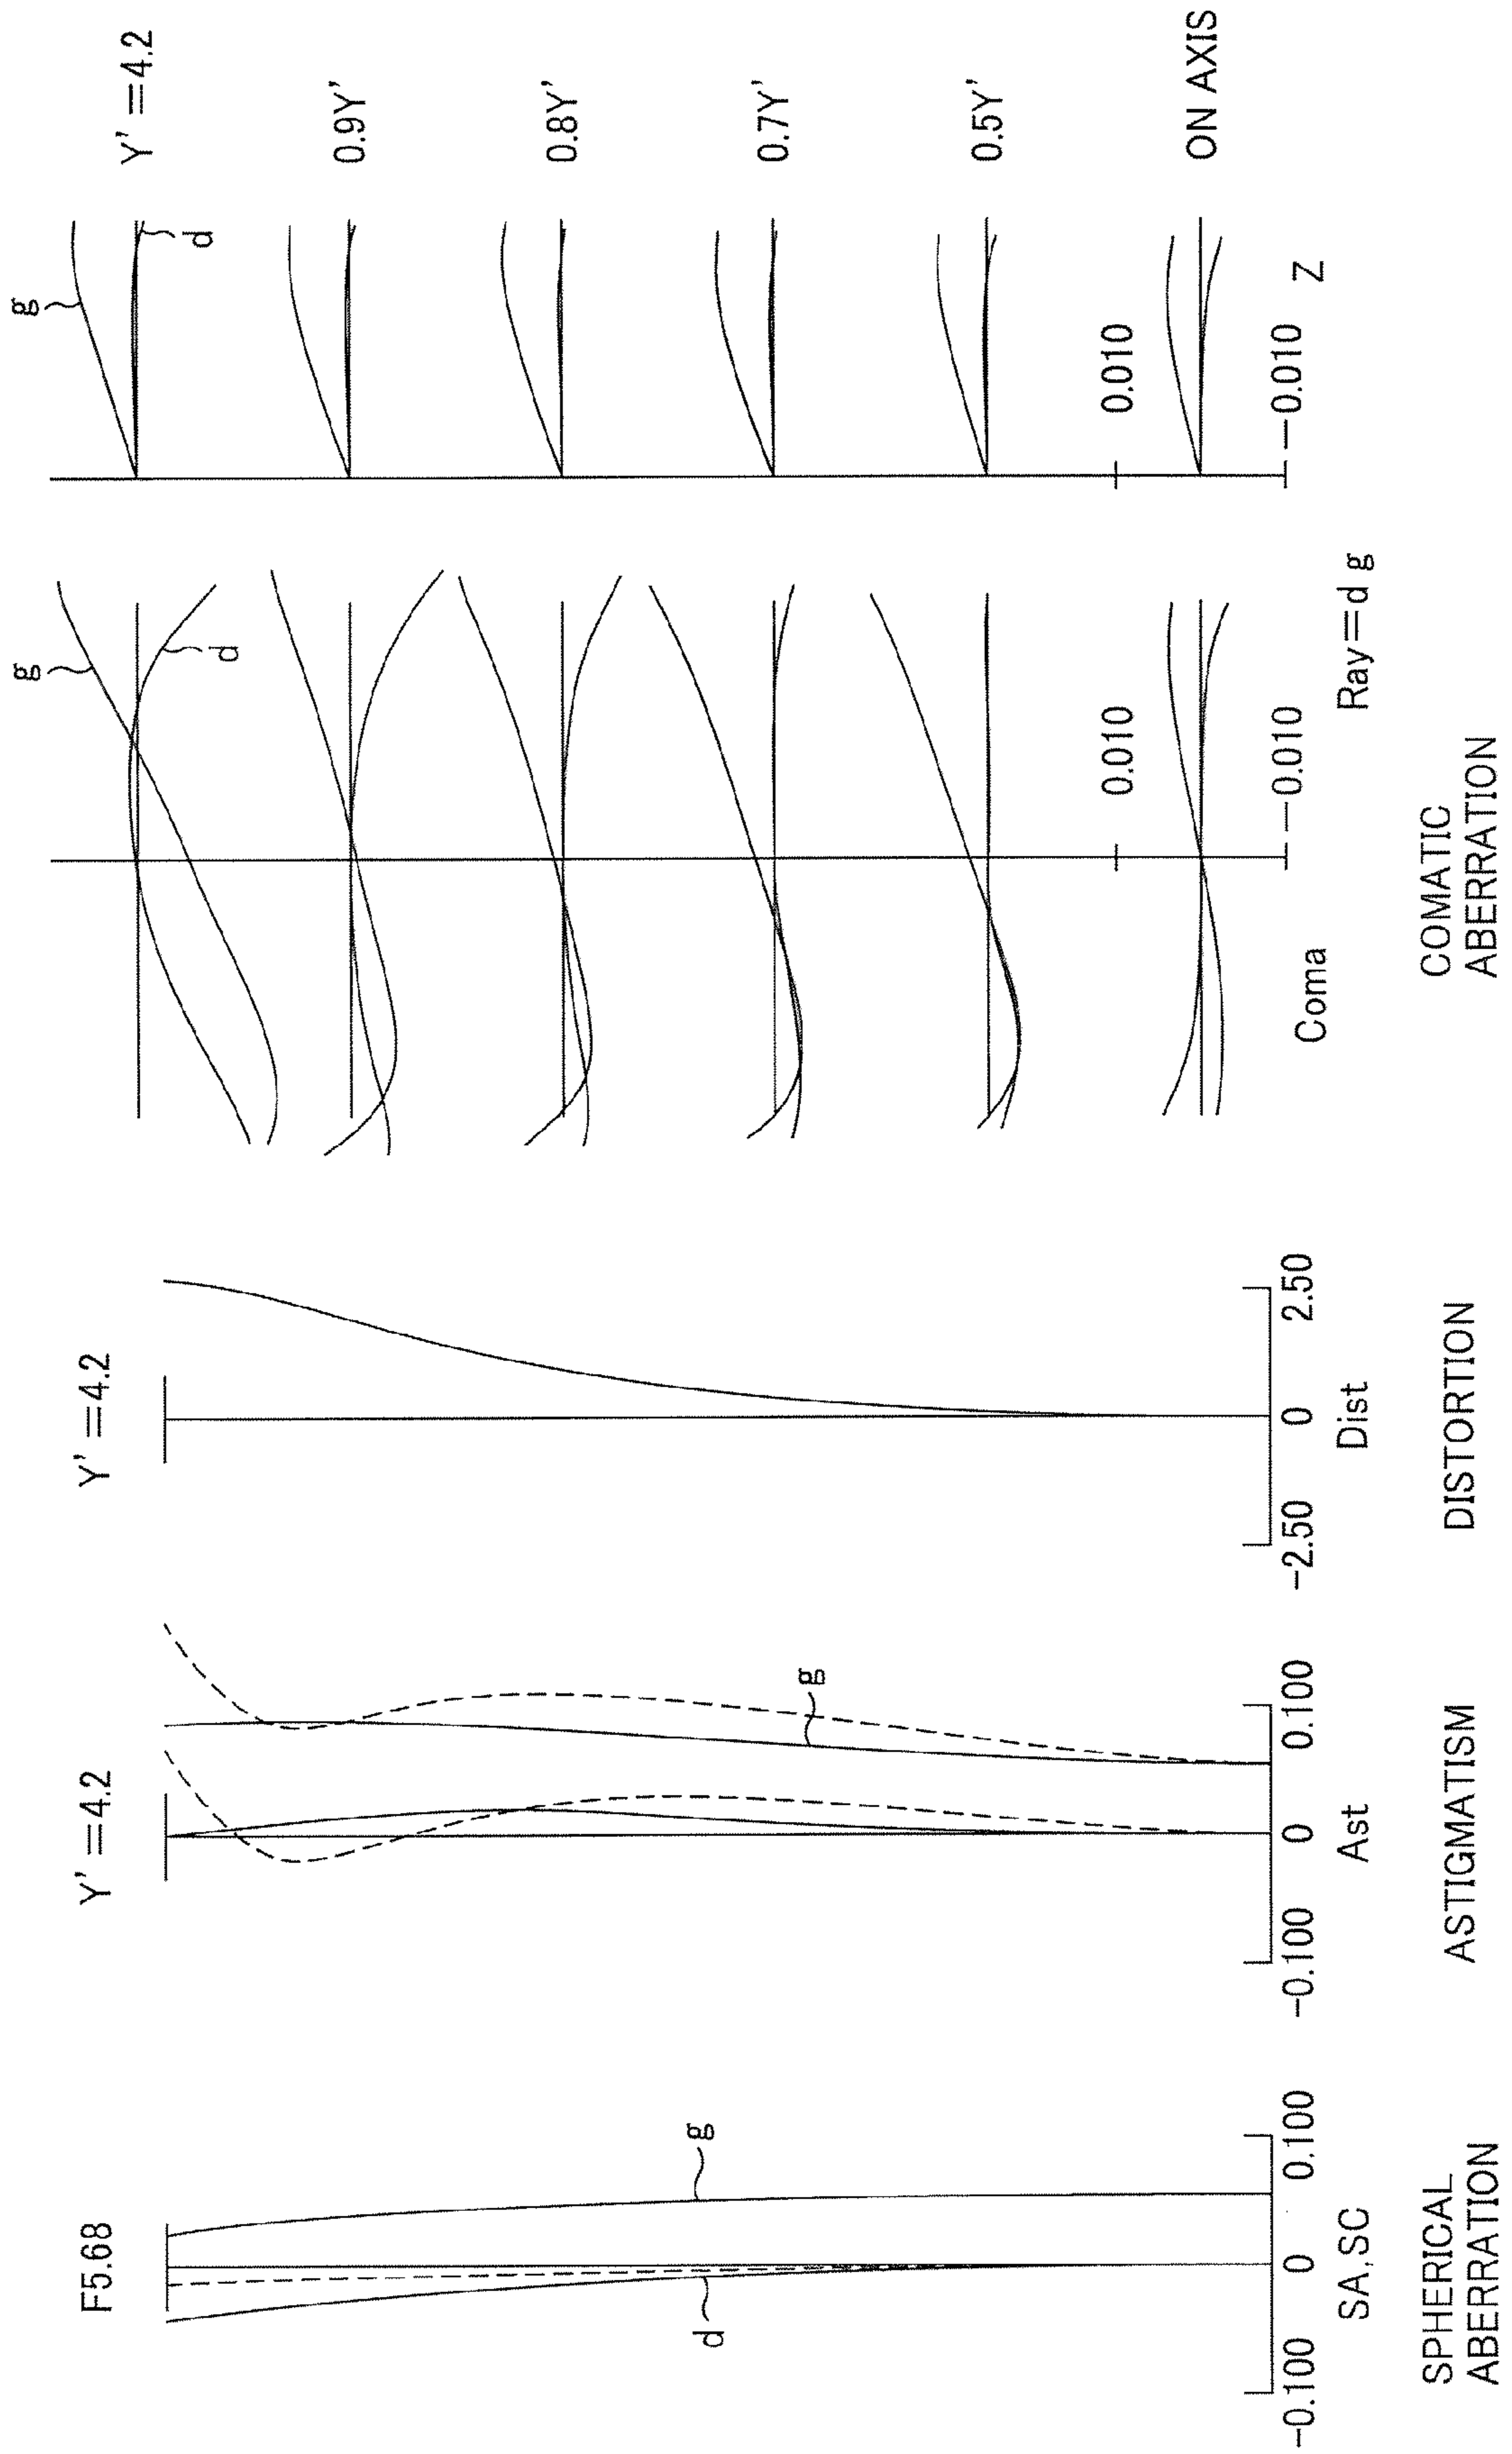 F5.68
g
d
-0.100
0
0.100
SA,SC
SPHERICAL
ABERRATION
Y'=4.2
g
-0.100
0
0.100
Ast
ASTIGMATISM
Y'=4.2
-2.50
0
2.50
Dist
DISTORTION
g
d
0.010
-0.010
Coma
Ray=d g
COMATIC
ABERRATION
g
d
0.010
-0.010
Z
Y'=4.2
0.9Y'
0.8Y'
0.7Y'
0.5Y'
ON AXIS